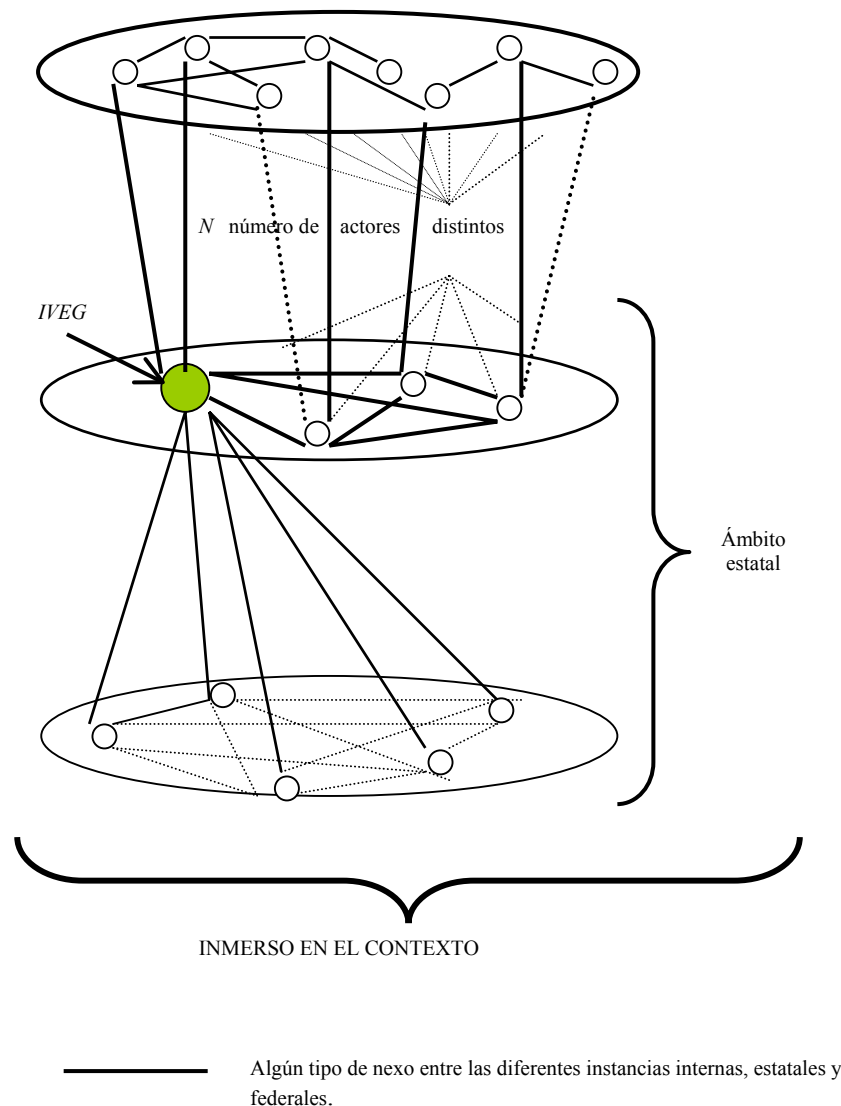 N número de actores distintos
IVEG
Ámbito
estatal
INMERSO EN EL CONTEXTO
Algún tipo de nexo entre las diferentes instancias internas, estatales y
federales.